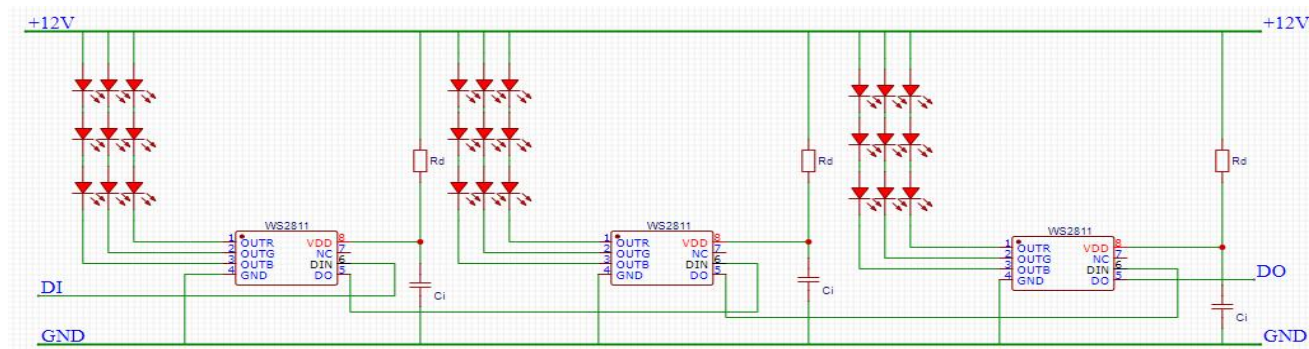 +12V +12V
Rd Rd Rd
WS2811 WS2811 WS2811
1 OUTR VDD 8 1 OUTR VDD 8 1 OUTR VDD 8
2 OUTG NC 7 2 OUTG NC 7 2 OUTG NC 7
3 OUTB DIN 6 3 OUTB DIN 6 3 OUTB DIN 6
4 GND DO 5 4 GND DO 5 4 GND DO 5
DI Ci Ci Ci DO
GND GND